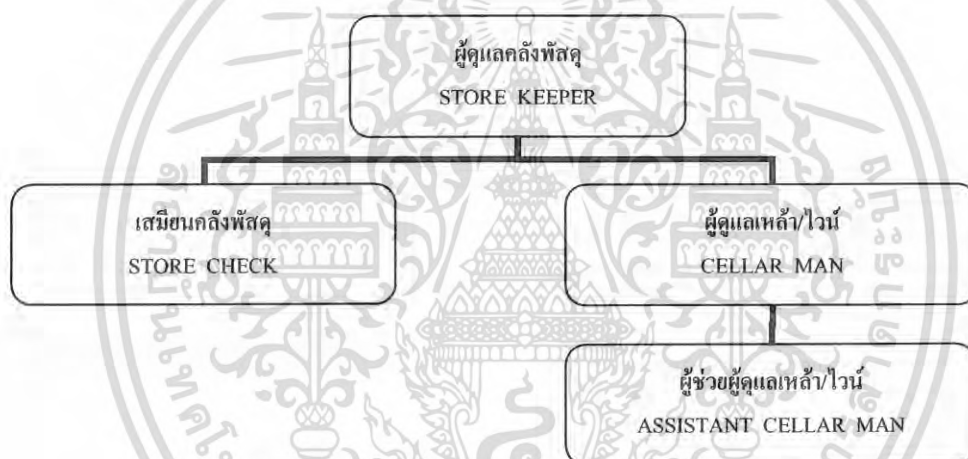 ผู้ดูแลคลังพัสดุ
STORE KEEPER
เสมียนคลังพัสดุ
STORE CHECK
ผู้ดูแลเหล้า/ไวน์
CELLAR MAN
ผู้ช่วยผู้ดูแลเหล้า/ไวน์
ASSISTANT CELLAR MAN